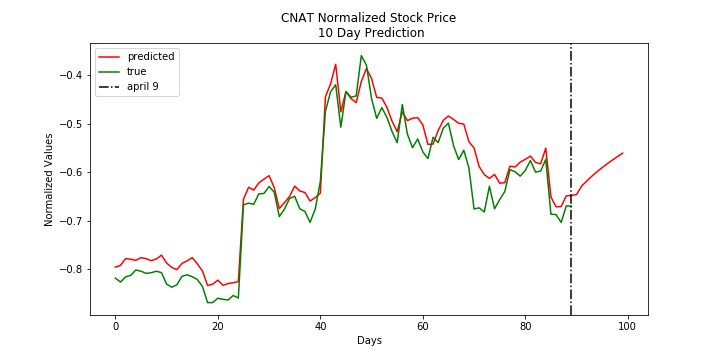 CNAT Normalized Stock Price
10 Day Prediction
predicted
true
april 9
Normalized Values
−0.4
−0.5
−0.6
−0.7
−0.8
0 20 40 60 80 100
Days